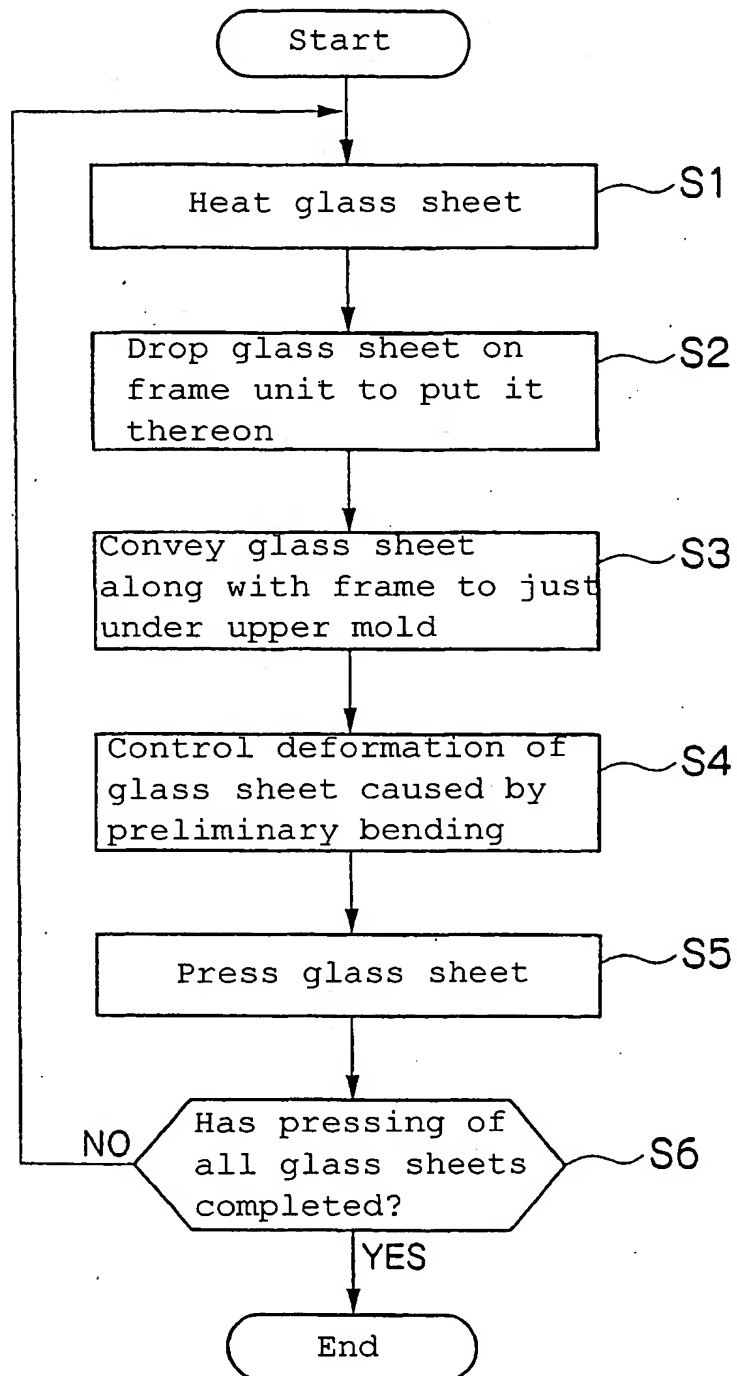 Start
Heat glass sheet
S1
Drop glass sheet on
frame unit to put it
thereon
S2
Convey glass sheet
along with frame to just
under upper mold
S3
Control deformation of
glass sheet caused by
preliminary bending
S4
Press glass sheet
S5
Has pressing of
all glass sheets
completed?
S6
NO
YES
End